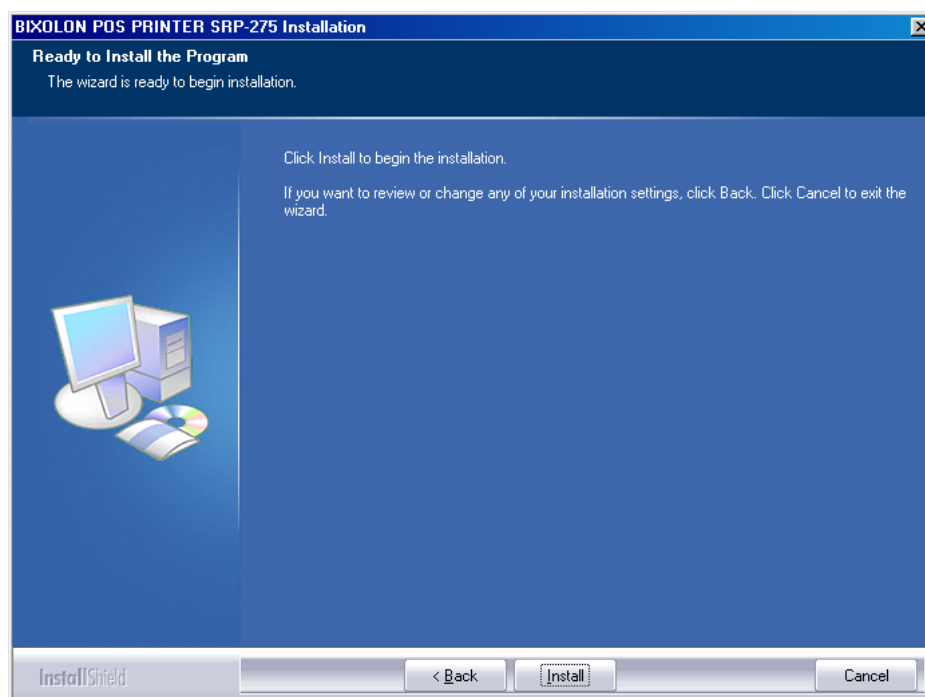 BIXOLON POS PRINTER SRP-275 Installation
Ready to Install the Program
The wizard is ready to begin installation.
Click Install to begin the installation.
If you want to review or change any of your installation settings, click Back. Click Cancel to exit the
wizard.
InstallShield
< Back Install Cancel